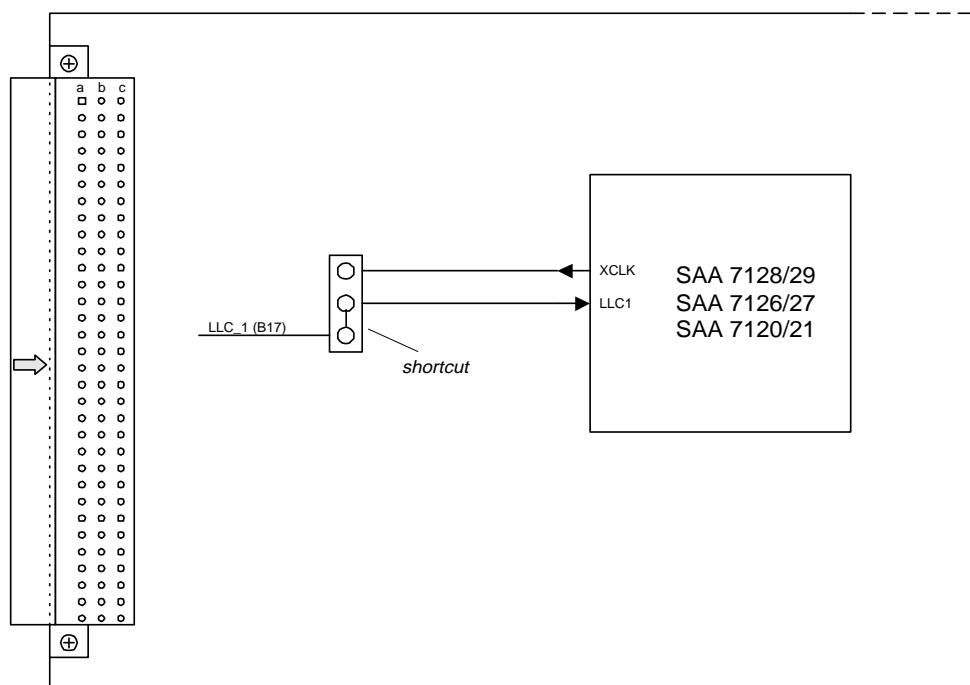 a b c
XCLK
SAA 7128/29
LLC1
SAA 7126/27
LLC_1 (B17)
SAA 7120/21
shortcut